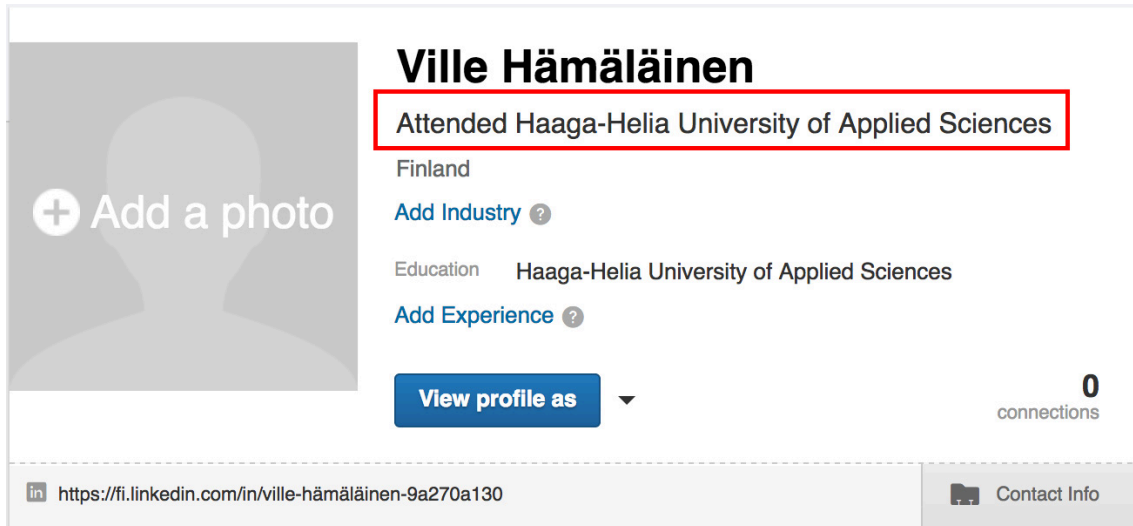 Ville Hämäläinen
Attended Haaga-Helia University of Applied Sciences
Finland
Add a photo
Add Industry ?
Education Haaga-Helia University of Applied Sciences
Add Experience ?
View profile as
0
connections
in https://fi.linkedin.com/in/ville-hämäläinen-9a270a130
Contact Info